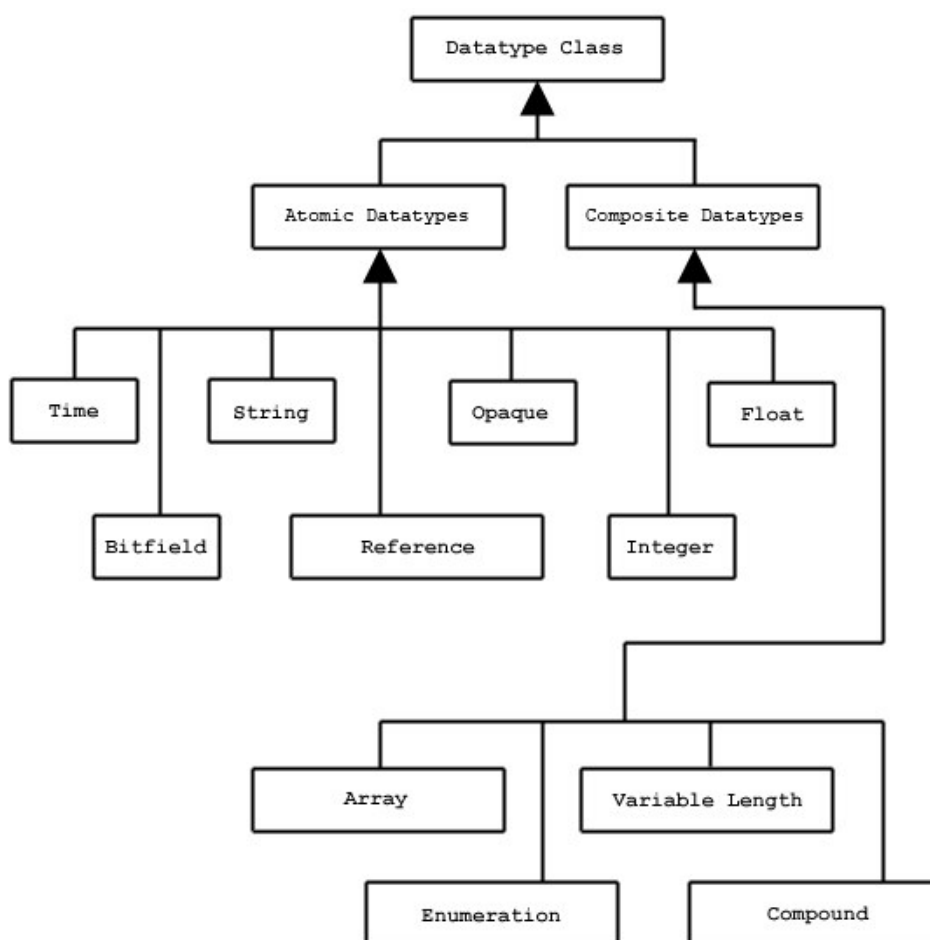 Datatype Class
Atomic Datatypes
Composite Datatypes
Time
String
Opaque
Float
Bitfield
Reference
Integer
Array
Variable Length
Enumeration
Compound